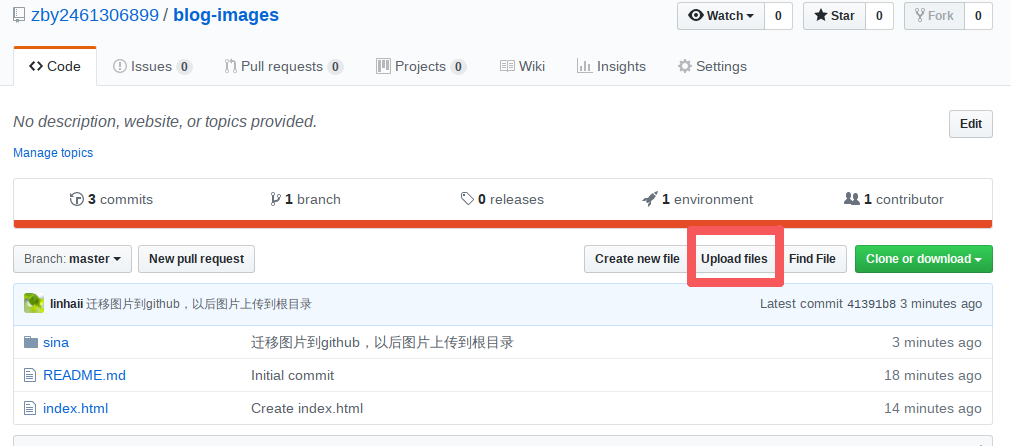 zby2461306899 / blog-images Watch 0 Star 0 Fork 0
Code Issues 0 Pull requests 0 Projects 0 Wiki Insights Settings
No description, website, or topics provided. Edit
Manage topics
3 commits 1 branch 0 releases 1 environment 1 contributor
Branch: master New pull request Create new file Upload files Find File Clone or download
linhaii 迁移图片到github，以后图片上传到根目录 Latest commit 41391b8 3 minutes ago
sina 迁移图片到github，以后图片上传到根目录 3 minutes ago
README.md Initial commit 18 minutes ago
index.html Create index.html 14 minutes ago